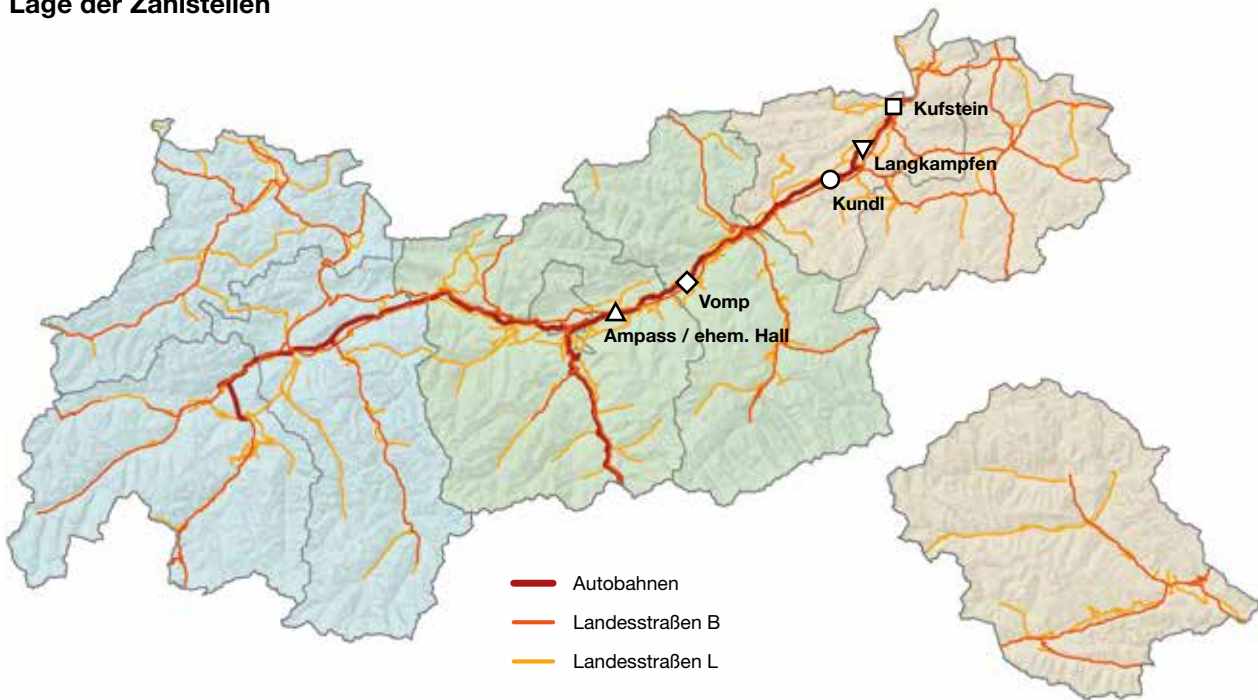 Lage der Zählstellen
Kufstein
Langkampfen
Kundl
Vomp
Ampass / ehem. Hall
Autobahnen
Landesstraßen B
Landesstraßen L